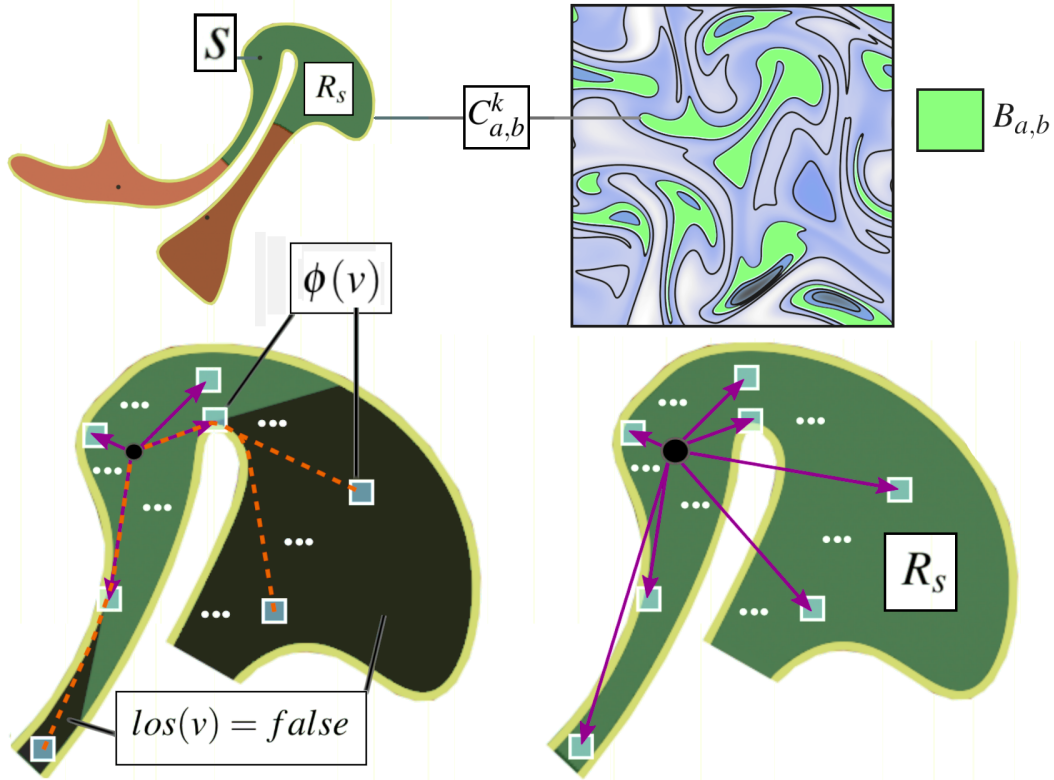 S
R_s
C^k_{a,b}
B_{a,b}
ϕ(v)
•••
•••
•••
•••
•••
•••
•••
•••
•••
•••
•••
•••
R_s
los(v) = false